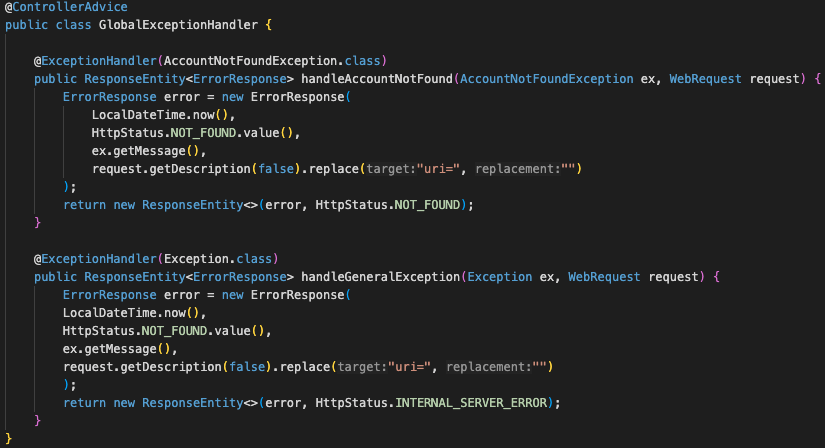 @ControllerAdvice
public class GlobalExceptionHandler {
@ExceptionHandler(AccountNotFoundException.class)
public ResponseEntity<ErrorResponse> handleAccountNotFound(AccountNotFoundException ex, WebRequest request) {
ErrorResponse error = new ErrorResponse(
LocalDateTime.now(),
HttpStatus.NOT_FOUND.value(),
ex.getMessage(),
request.getDescription(false).replace(target:"uri=", replacement:"")
);
return new ResponseEntity<>(error, HttpStatus.NOT_FOUND);
}
@ExceptionHandler(Exception.class)
public ResponseEntity<ErrorResponse> handleGeneralException(Exception ex, WebRequest request) {
ErrorResponse error = new ErrorResponse(
LocalDateTime.now(),
HttpStatus.NOT_FOUND.value(),
ex.getMessage(),
request.getDescription(false).replace(target:"uri=", replacement:"")
);
return new ResponseEntity<>(error, HttpStatus.INTERNAL_SERVER_ERROR);
}
}